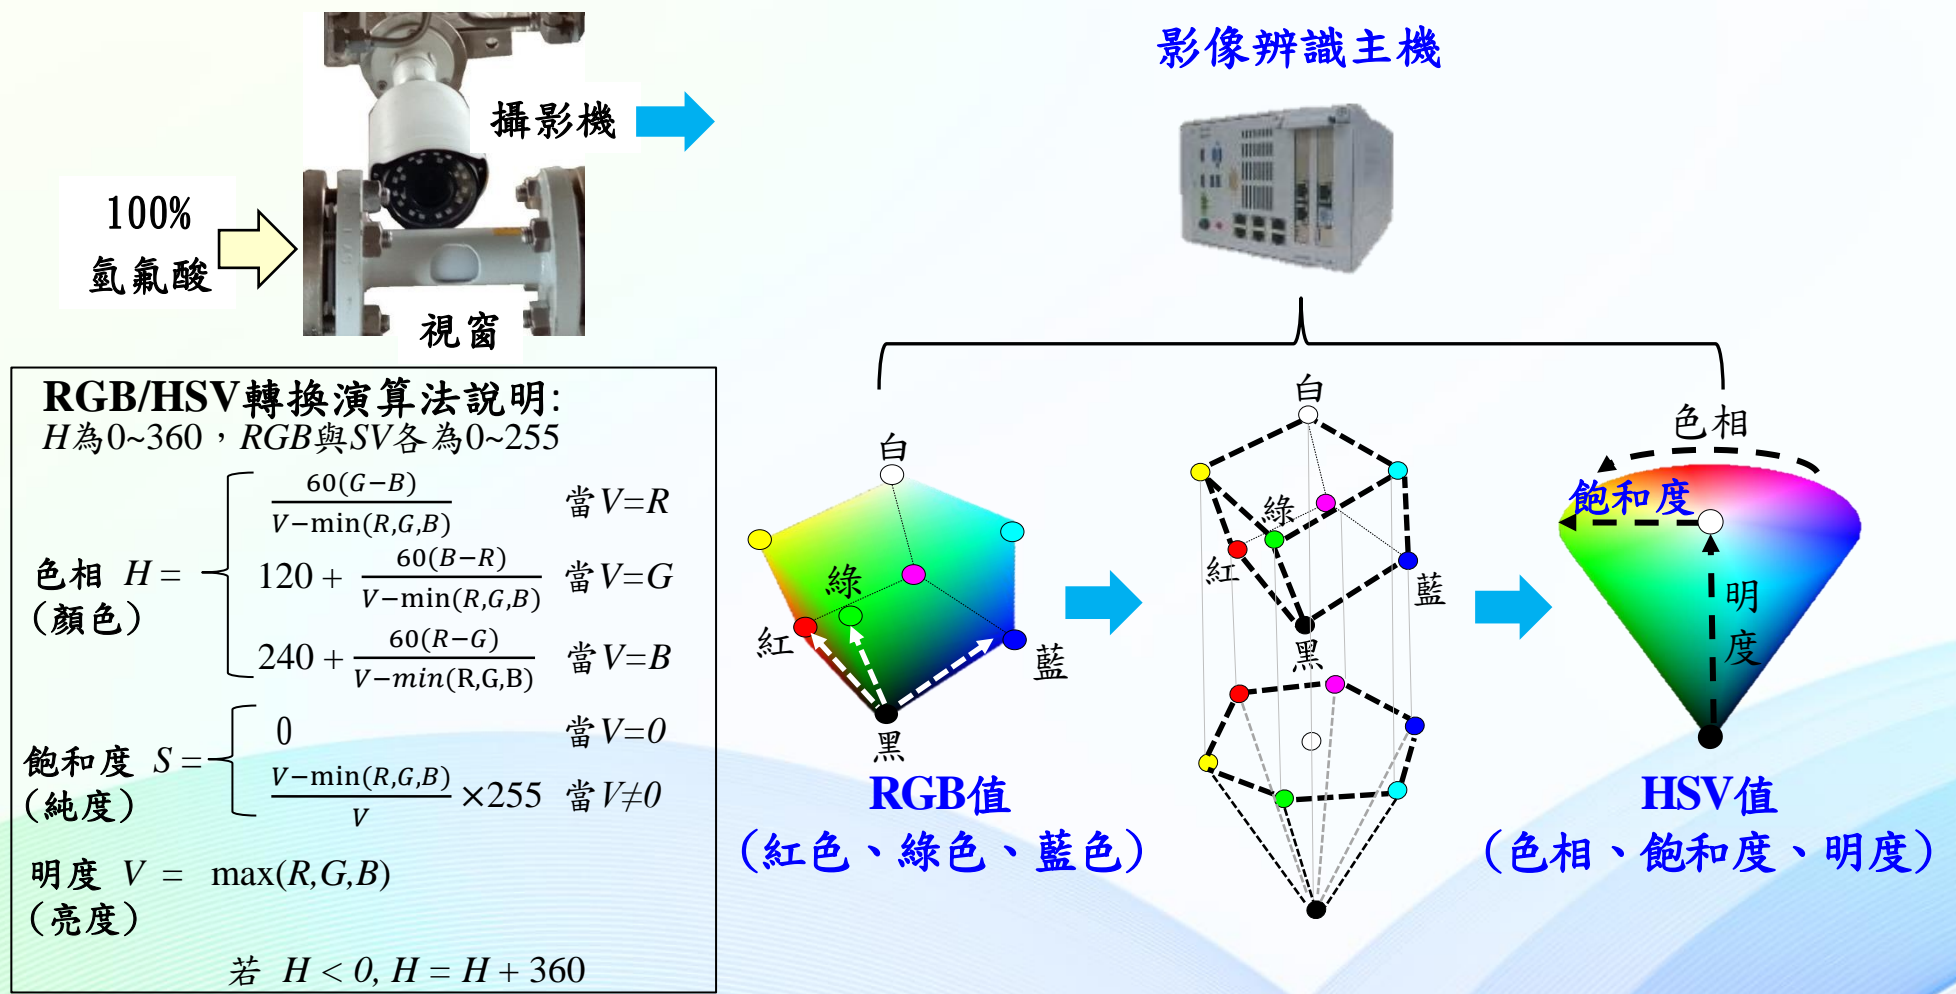 影像辨識主機
攝影機
100%
氫氟酸
視窗
RGB/HSV轉換演算法說明:
H為0~360，RGB與SV各為0~255
色相 H =
(顏色)
60(G−B)
V−min(R,G,B)
當V=R
120 + 60(B−R)
V−min(R,G,B)
當V=G
240 + 60(R−G)
V−min(R,G,B)
當V=B
飽和度 S =
(純度)
0 當V=0
V−min(R,G,B)
V
×255 當V≠0
明度 V = max(R,G,B)
(亮度)
若 H < 0, H = H + 360
白
綠
紅
藍
黑
RGB值
(紅色、綠色、藍色)
白
綠
紅
藍
黑
色相
飽和度
明度
HSV值
(色相、飽和度、明度)